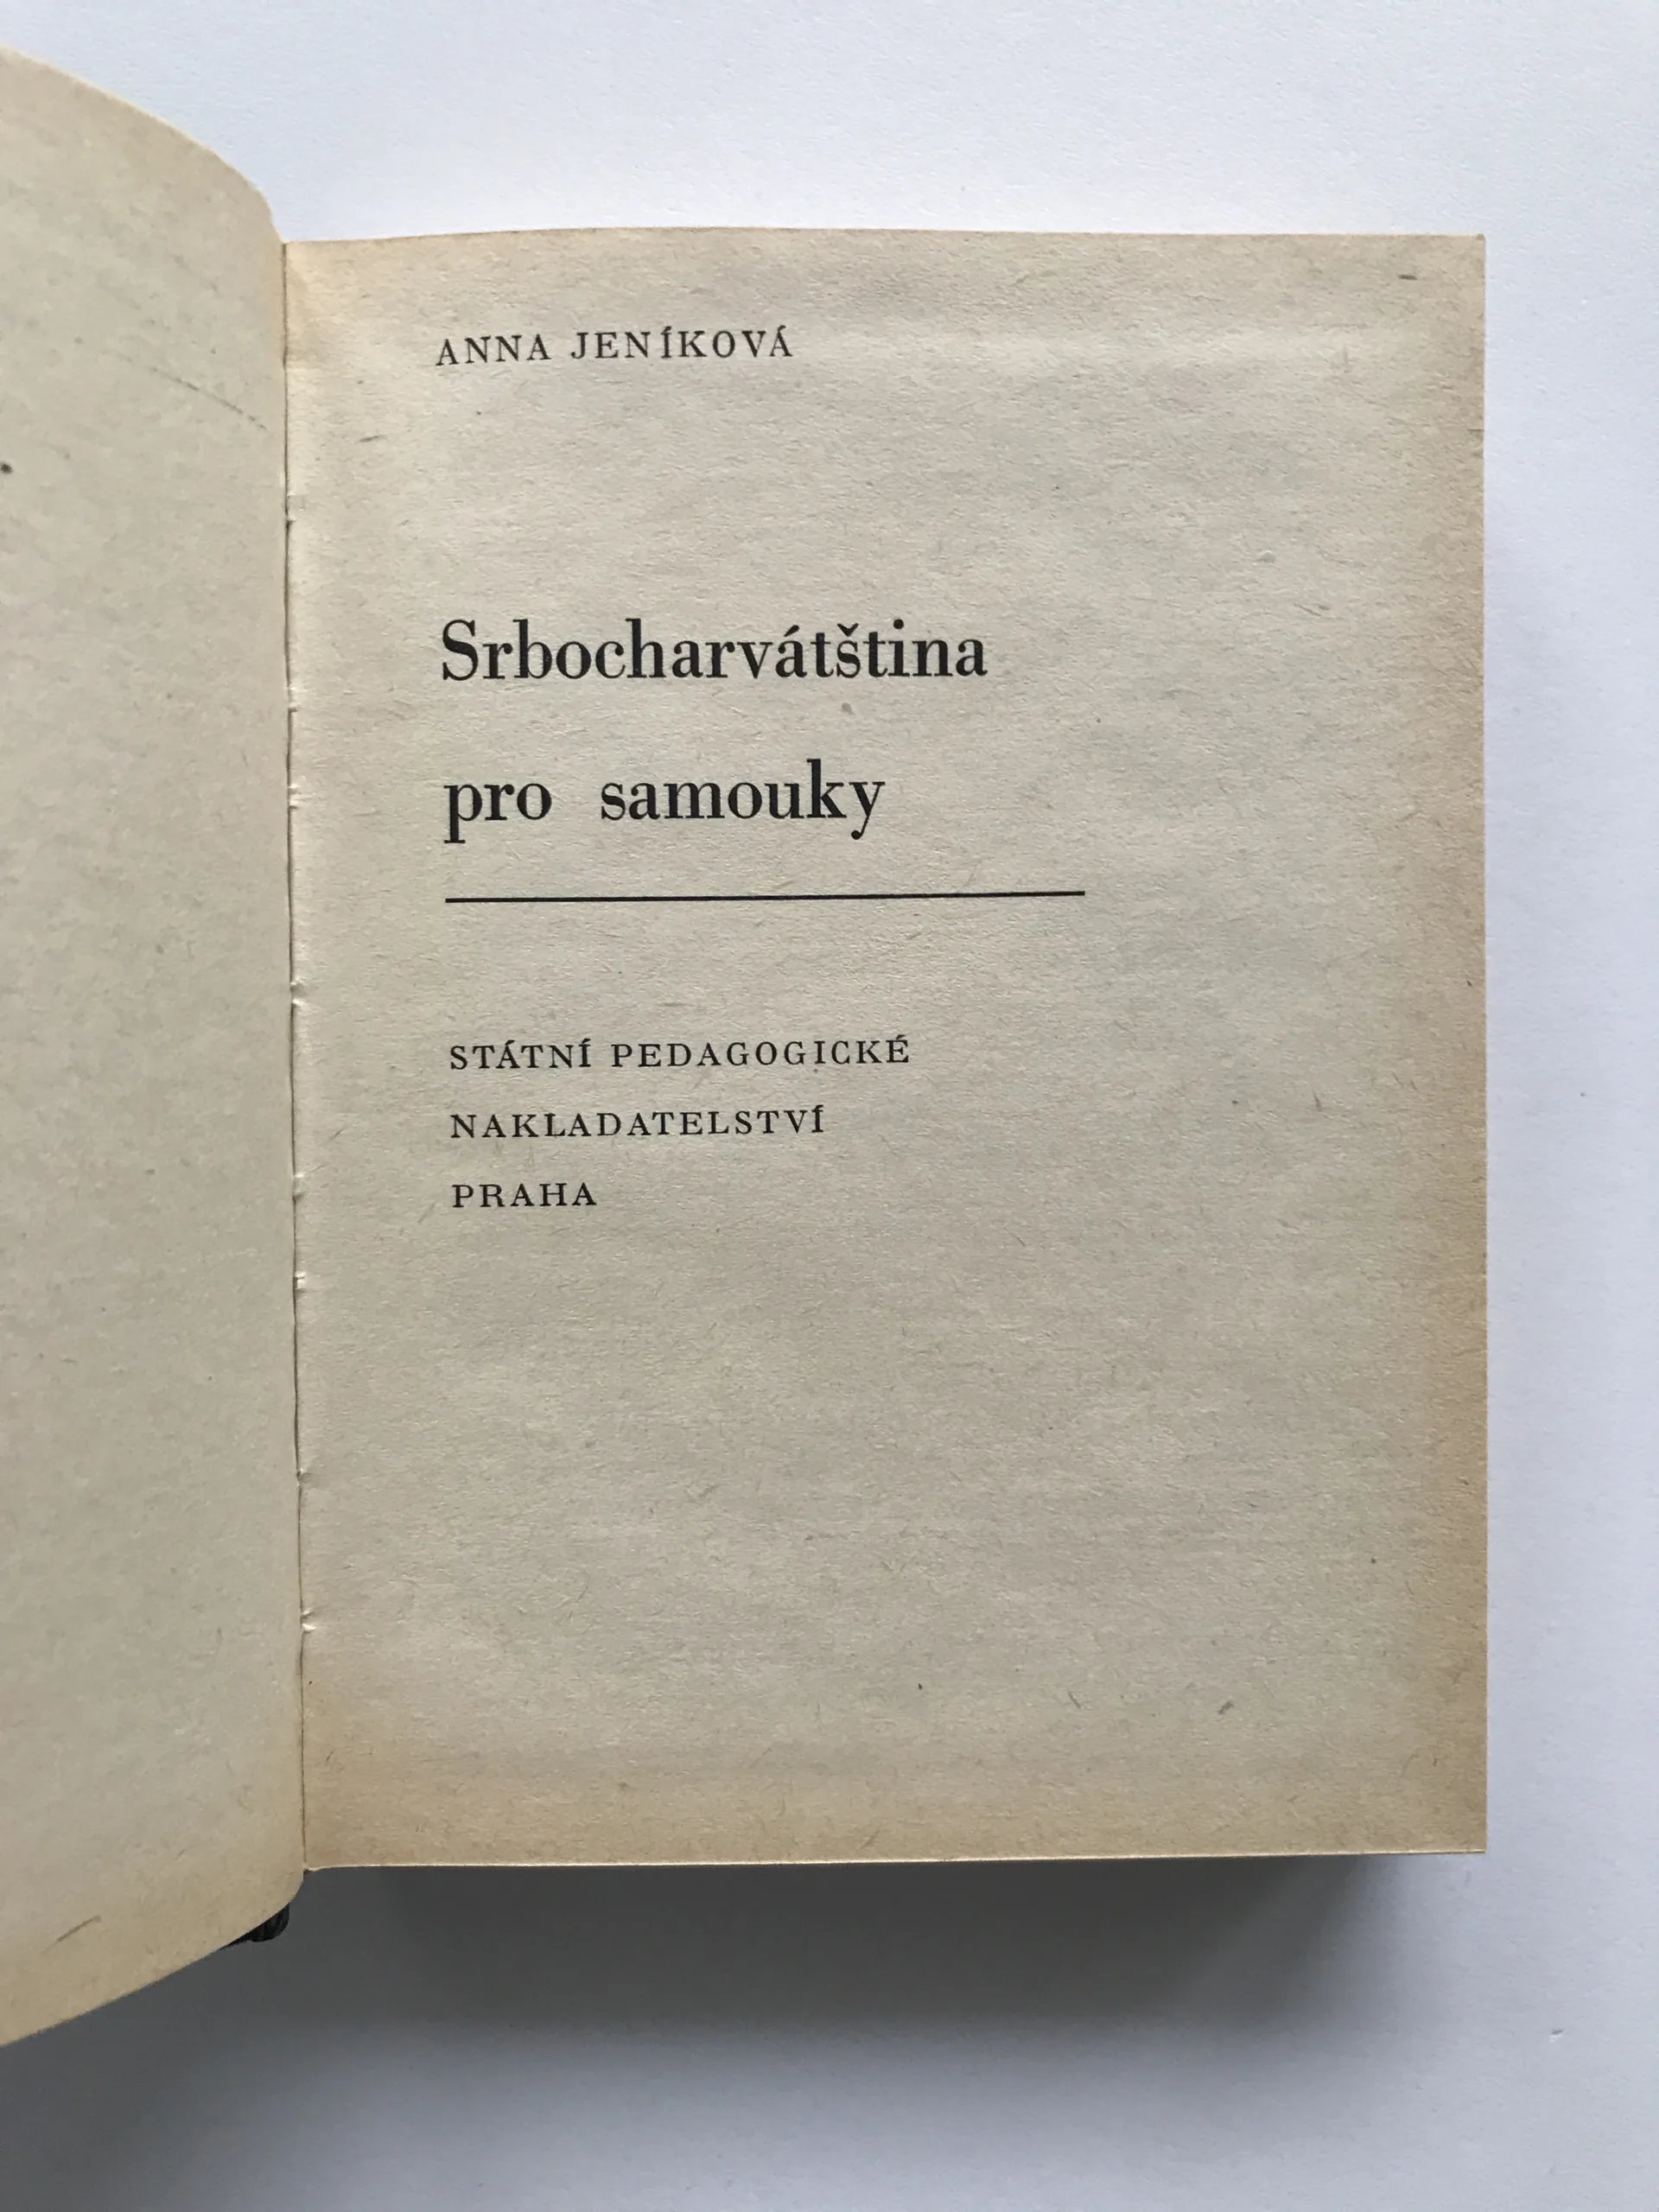 ANNA JENÍKOVÁ
Srbocharvátština
pro samouky
STÁTNÍ PEDAGOGICKÉ
NAKLADATELSTVÍ
PRAHA